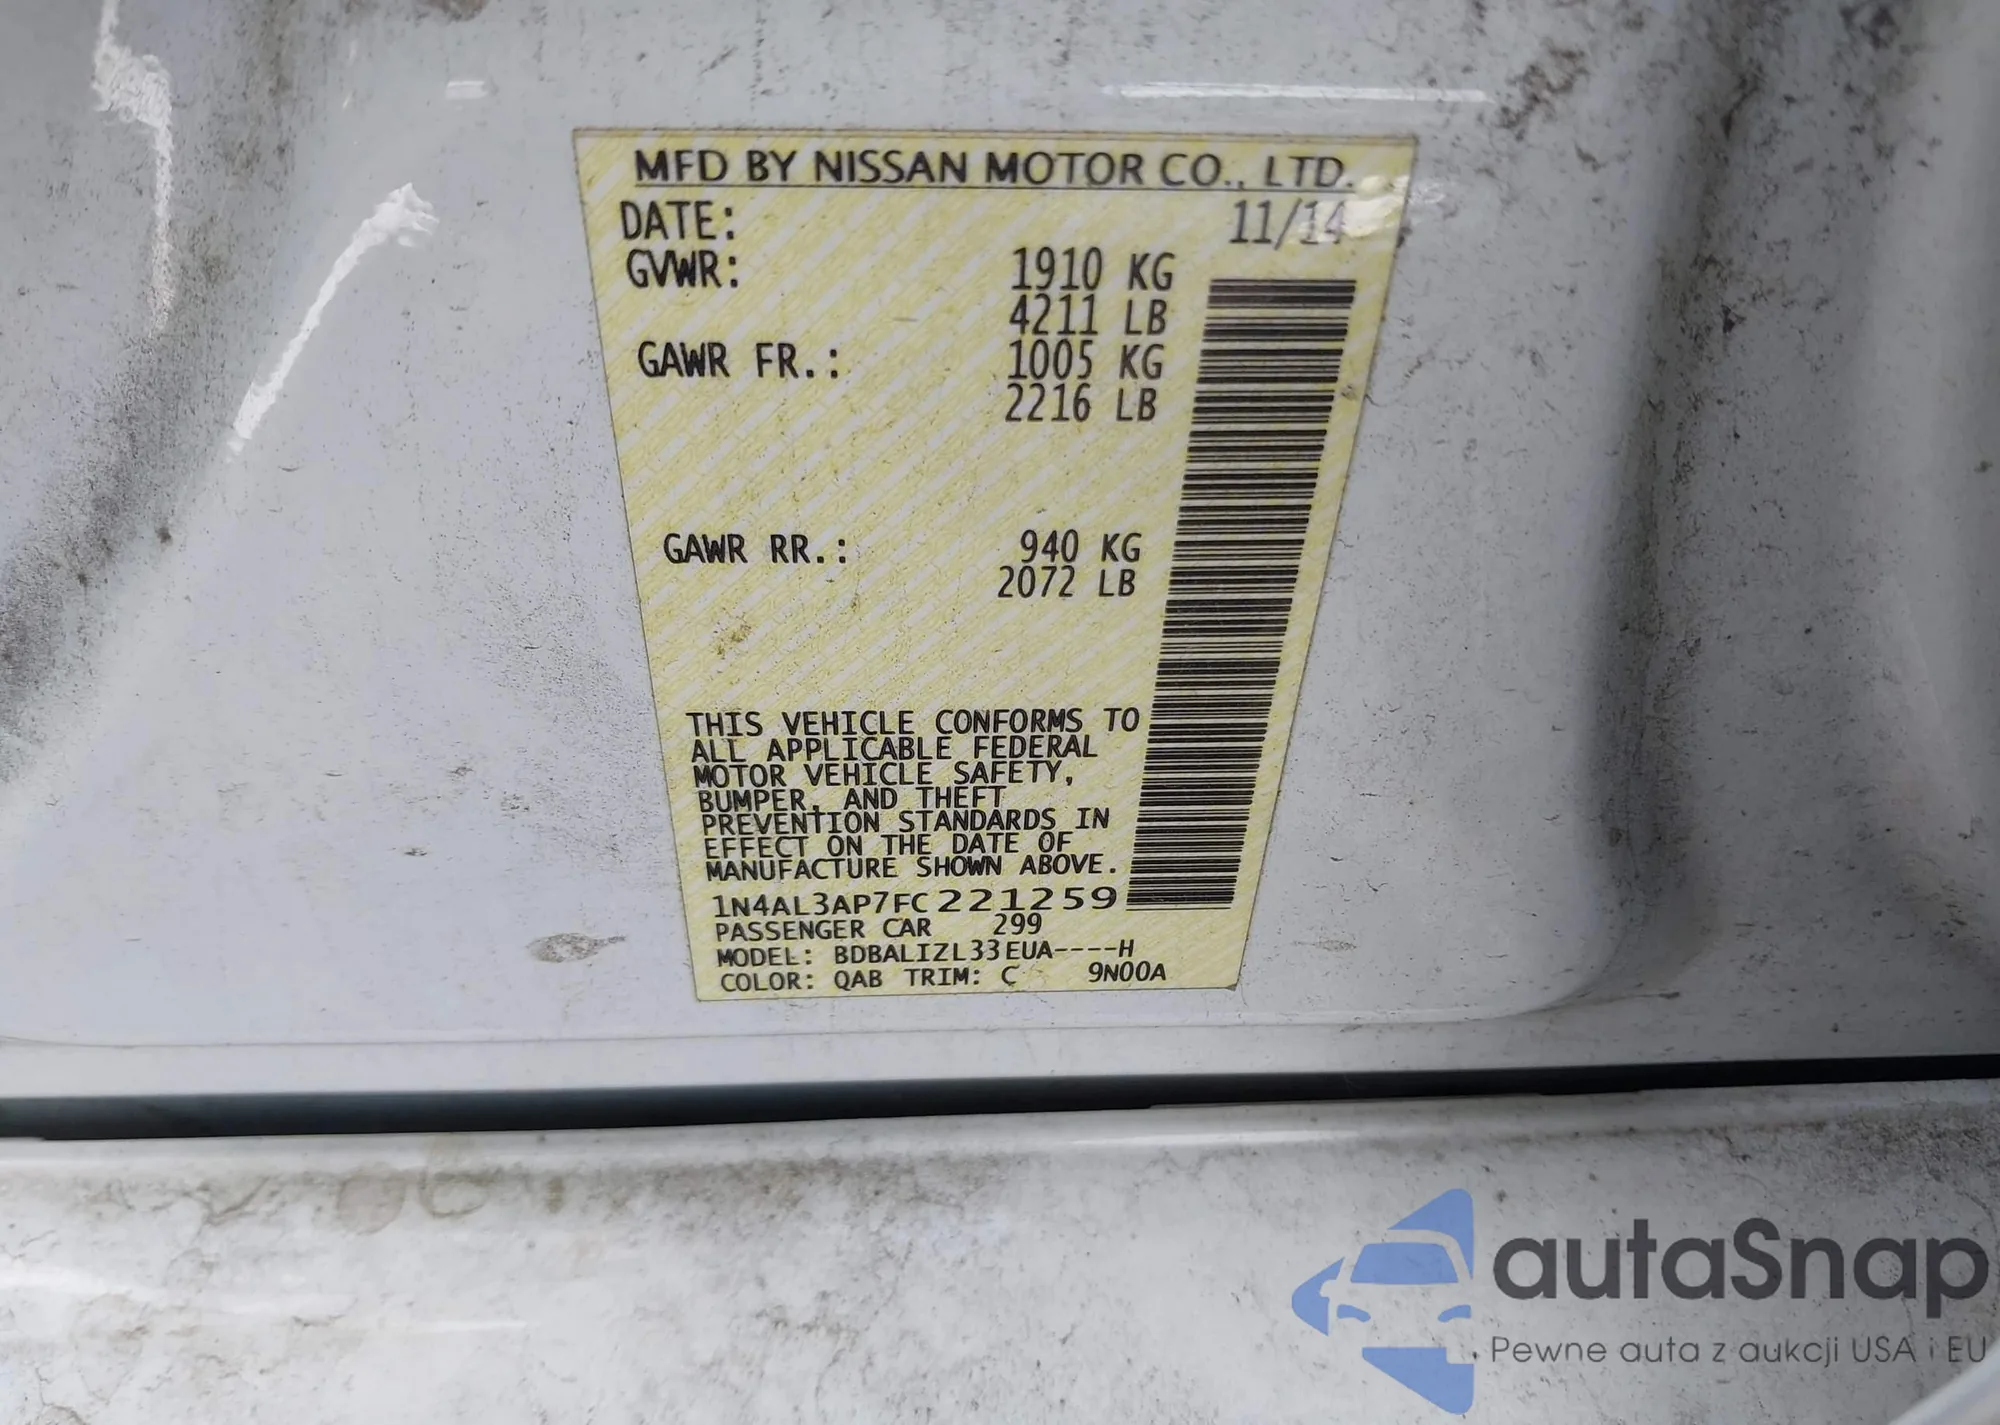 MFD BY NISSAN MOTOR CO., LTD.
DATE: 11/14
GVWR: 1910 KG
4211 LB
GAWR FR.: 1005 KG
2216 LB
GAWR RR.: 940 KG
2072 LB
THIS VEHICLE CONFORMS TO
ALL APPLICABLE FEDERAL
MOTOR VEHICLE SAFETY,
BUMPER, AND THEFT
PREVENTION STANDARDS IN
EFFECT ON THE DATE OF
MANUFACTURE SHOWN ABOVE.
1N4AL3AP7FC221259
PASSENGER CAR 299
MODEL: BDBALIZL33EUA----H
COLOR: QAB TRIM: C 9N00A
autaSnap
Pewne auta z aukcji USA i EU